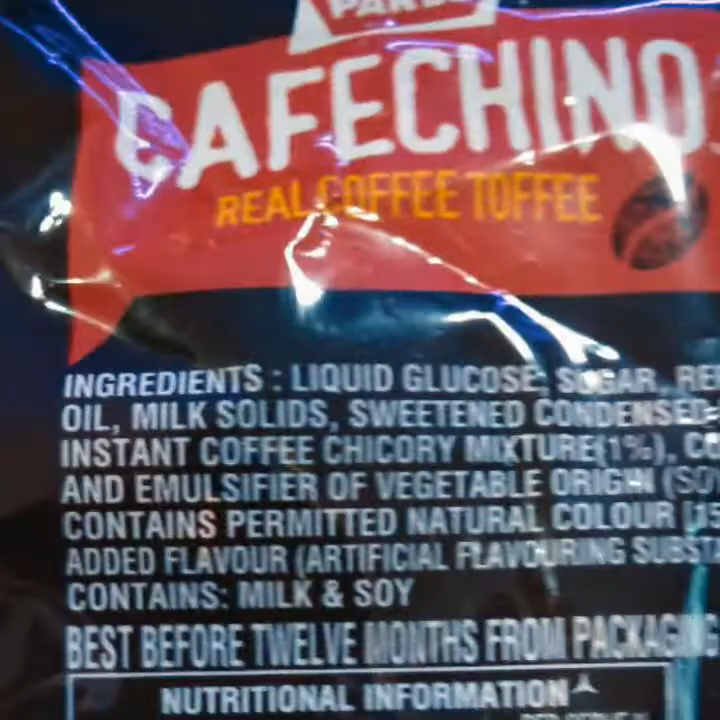 PARLE
CAFECHINO
REAL COFFEE TOFFEE
INGREDIENTS : LIQUID GLUCOSE, SUGAR,
OIL, MILK SOLIDS, SWEETENED CONDENSED
INSTANT COFFEE CHICORY MIXTURE(1%),
AND EMULSIFIER OF VEGETABLE ORIGIN
CONTAINS PERMITTED NATURAL COLOUR
ADDED FLAVOUR (ARTIFICIAL FLAVOURING
CONTAINS: MILK & SOY
BEST BEFORE TWELVE MONTHS FROM PACKAGING
NUTRITIONAL INFORMATION